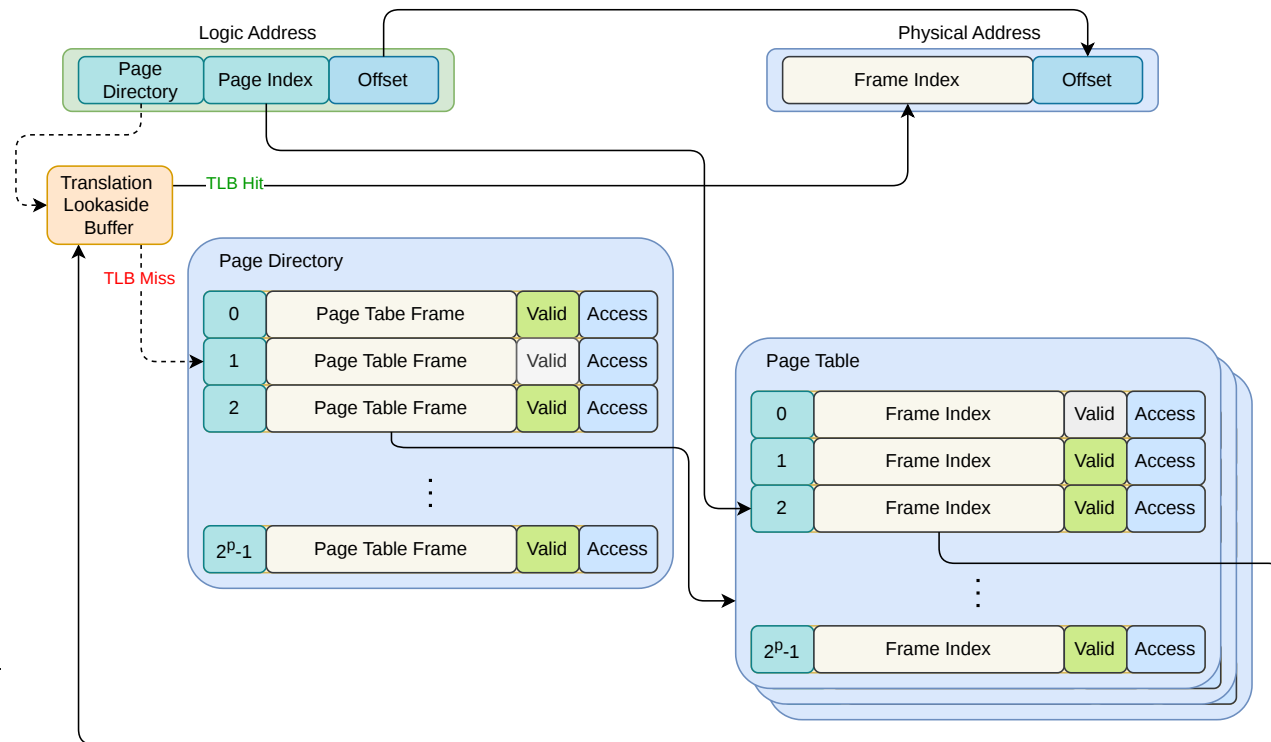 Logic Address
Physical Address
Page
Directory
Page Index
Offset
Frame Index
Offset
Translation
Lookaside
Buffer
TLB Hit
TLB Miss
Page Directory
0 Page Tabe Frame Valid Access
1 Page Table Frame Valid Access
2 Page Table Frame Valid Access
⋮
2ᵖ-1 Page Table Frame Valid Access
Page Table
0 Frame Index Valid Access
1 Frame Index Valid Access
2 Frame Index Valid Access
⋮
2ᵖ-1 Frame Index Valid Access